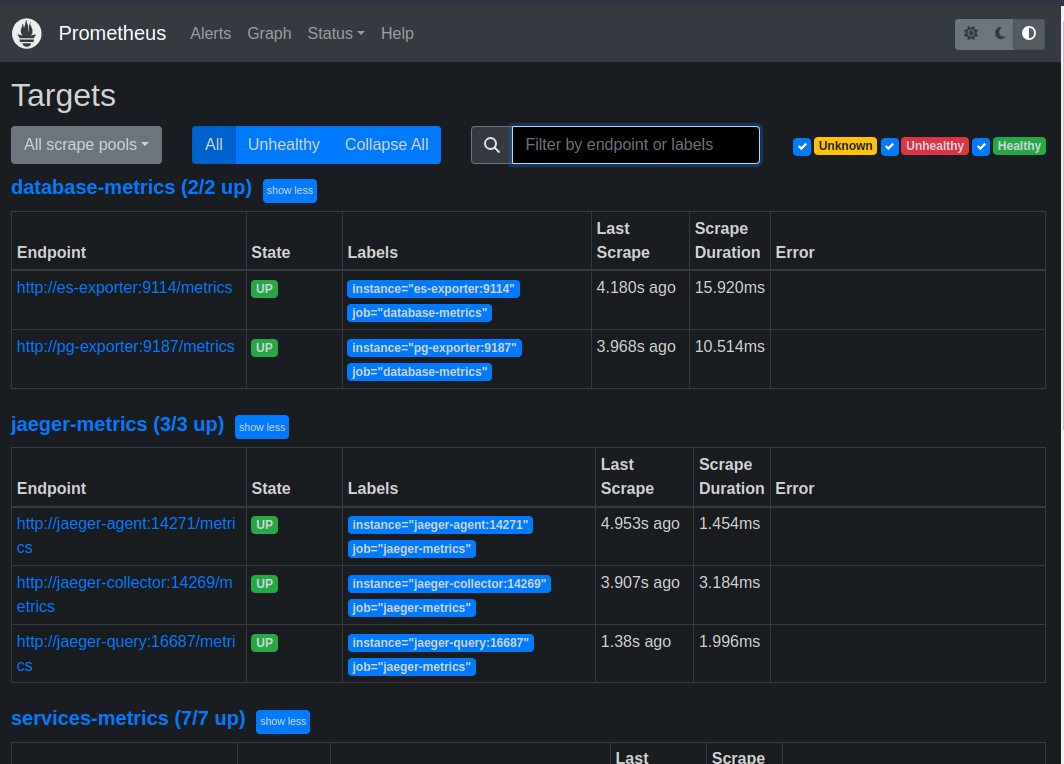 Prometheus Alerts Graph Status Help
Targets
All scrape pools All Unhealthy Collapse All Filter by endpoint or labels Unknown Unhealthy Healthy
database-metrics (2/2 up) show less
Last Scrape
Endpoint State Labels Scrape Duration Error
http://es-exporter:9114/metrics UP instance="es-exporter:9114" 4.180s ago 15.920ms
job="database-metrics"
http://pg-exporter:9187/metrics UP instance="pg-exporter:9187" 3.968s ago 10.514ms
job="database-metrics"
jaeger-metrics (3/3 up) show less
Last Scrape
Endpoint State Labels Scrape Duration Error
http://jaeger-agent:14271/metri UP instance="jaeger-agent:14271" 4.953s ago 1.454ms
cs job="jaeger-metrics"
http://jaeger-collector:14269/m UP instance="jaeger-collector:14269" 3.907s ago 3.184ms
etrics job="jaeger-metrics"
http://jaeger-query:16687/metri UP instance="jaeger-query:16687" 1.38s ago 1.996ms
cs job="jaeger-metrics"
services-metrics (7/7 up) show less
Last Scrape